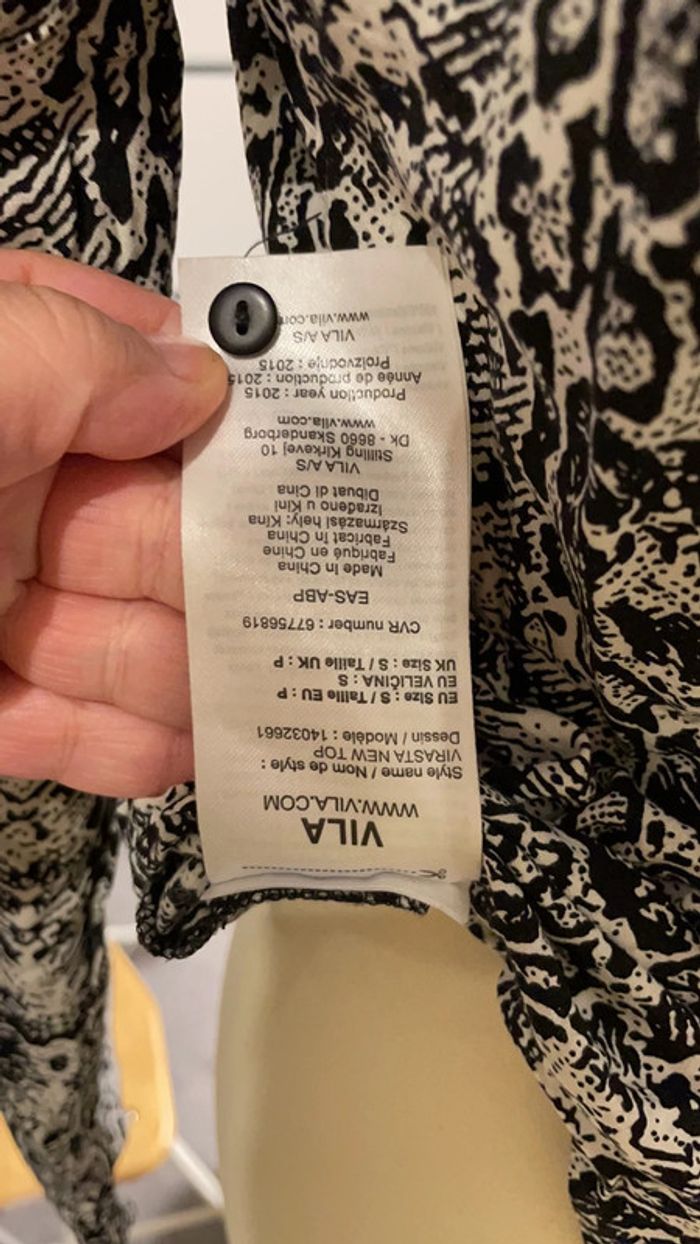 VILA
WWW.VILA.COM
Style name / Nom de style :
VIRASTA NEW TOP
Dessin / Modèle : 14032661
EU Size : S / Taille EU : P
EU VELIČINA : S
UK Size : S / Taille UK : P
CVR number : 67756819
EAS-ABP
Made in China
Fabriqué en Chine
Fabricat în China
Származási hely: Kína
Izrađeno u Kini
Dibuat di Cina
VILA A/S
Stilling Kirkevej 10
Dk - 8660 Skanderborg
www.vila.com
Production year : 2015
Année de production : 2015
Proizvodnje : 2015
VILA A/S
www.vila.com